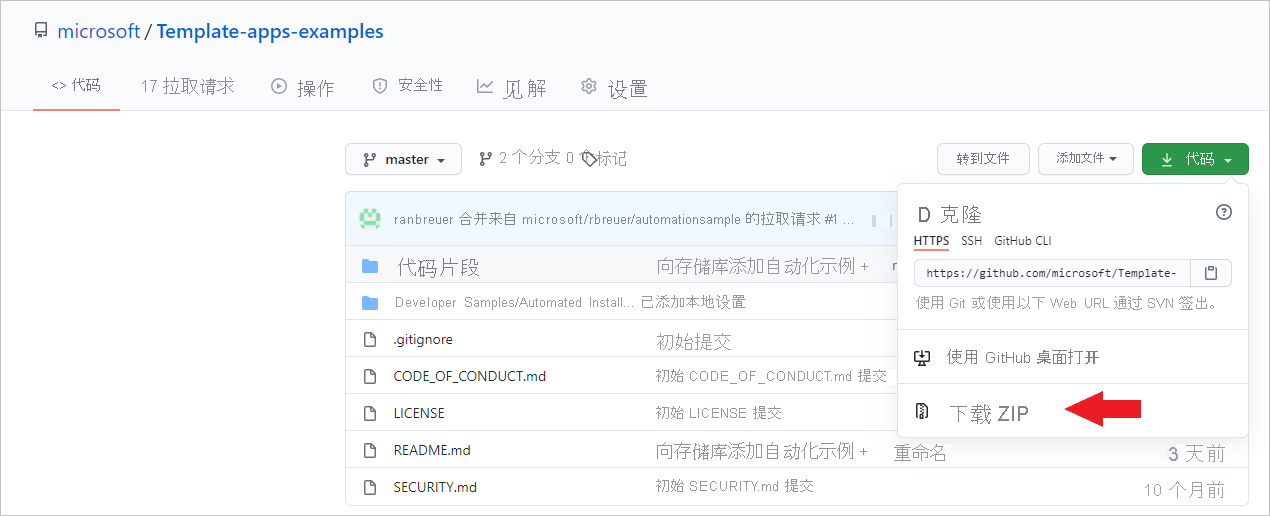 microsoft / Template-apps-examples
<> 代码 17 拉取请求 操作 安全性 见解 设置
master 2 个分支 0 个标记 转到文件 添加文件 代码
ranbreuer 合并来自 microsoft/rbreuer/automationsample 的拉取请求 #1 ...
D 克隆
HTTPS SSH GitHub CLI
https://github.com/microsoft/Template-
使用 Git 或使用以下 Web URL 通过 SVN 签出。
使用 GitHub 桌面打开
下载 ZIP
代码片段 向存储库添加自动化示例 +
Developer Samples/Automated Install... 已添加本地设置
.gitignore 初始提交
CODE_OF_CONDUCT.md 初始 CODE_OF_CONDUCT.md 提交
LICENSE 初始 LICENSE 提交
README.md 向存储库添加自动化示例 + 重命名 3 天前
SECURITY.md 初始 SECURITY.md 提交 10 个月前